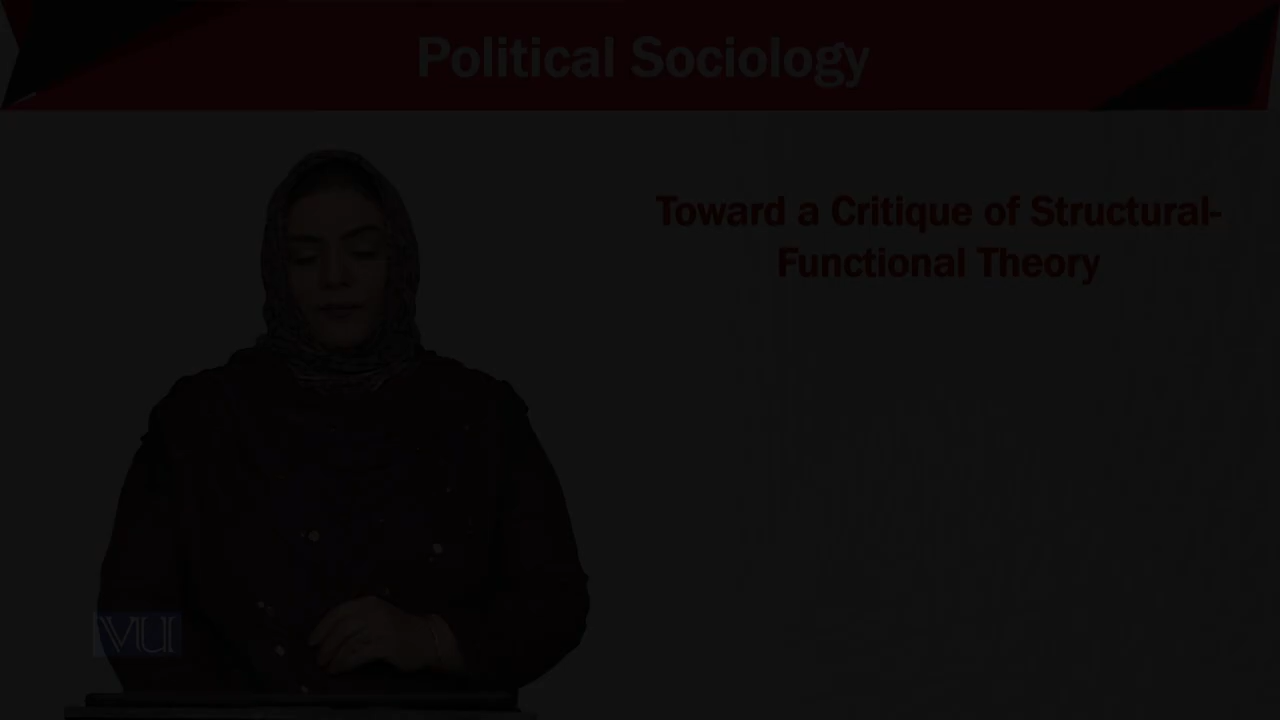 Political Sociology
Toward a Critique of Structural-
Functional Theory
VU